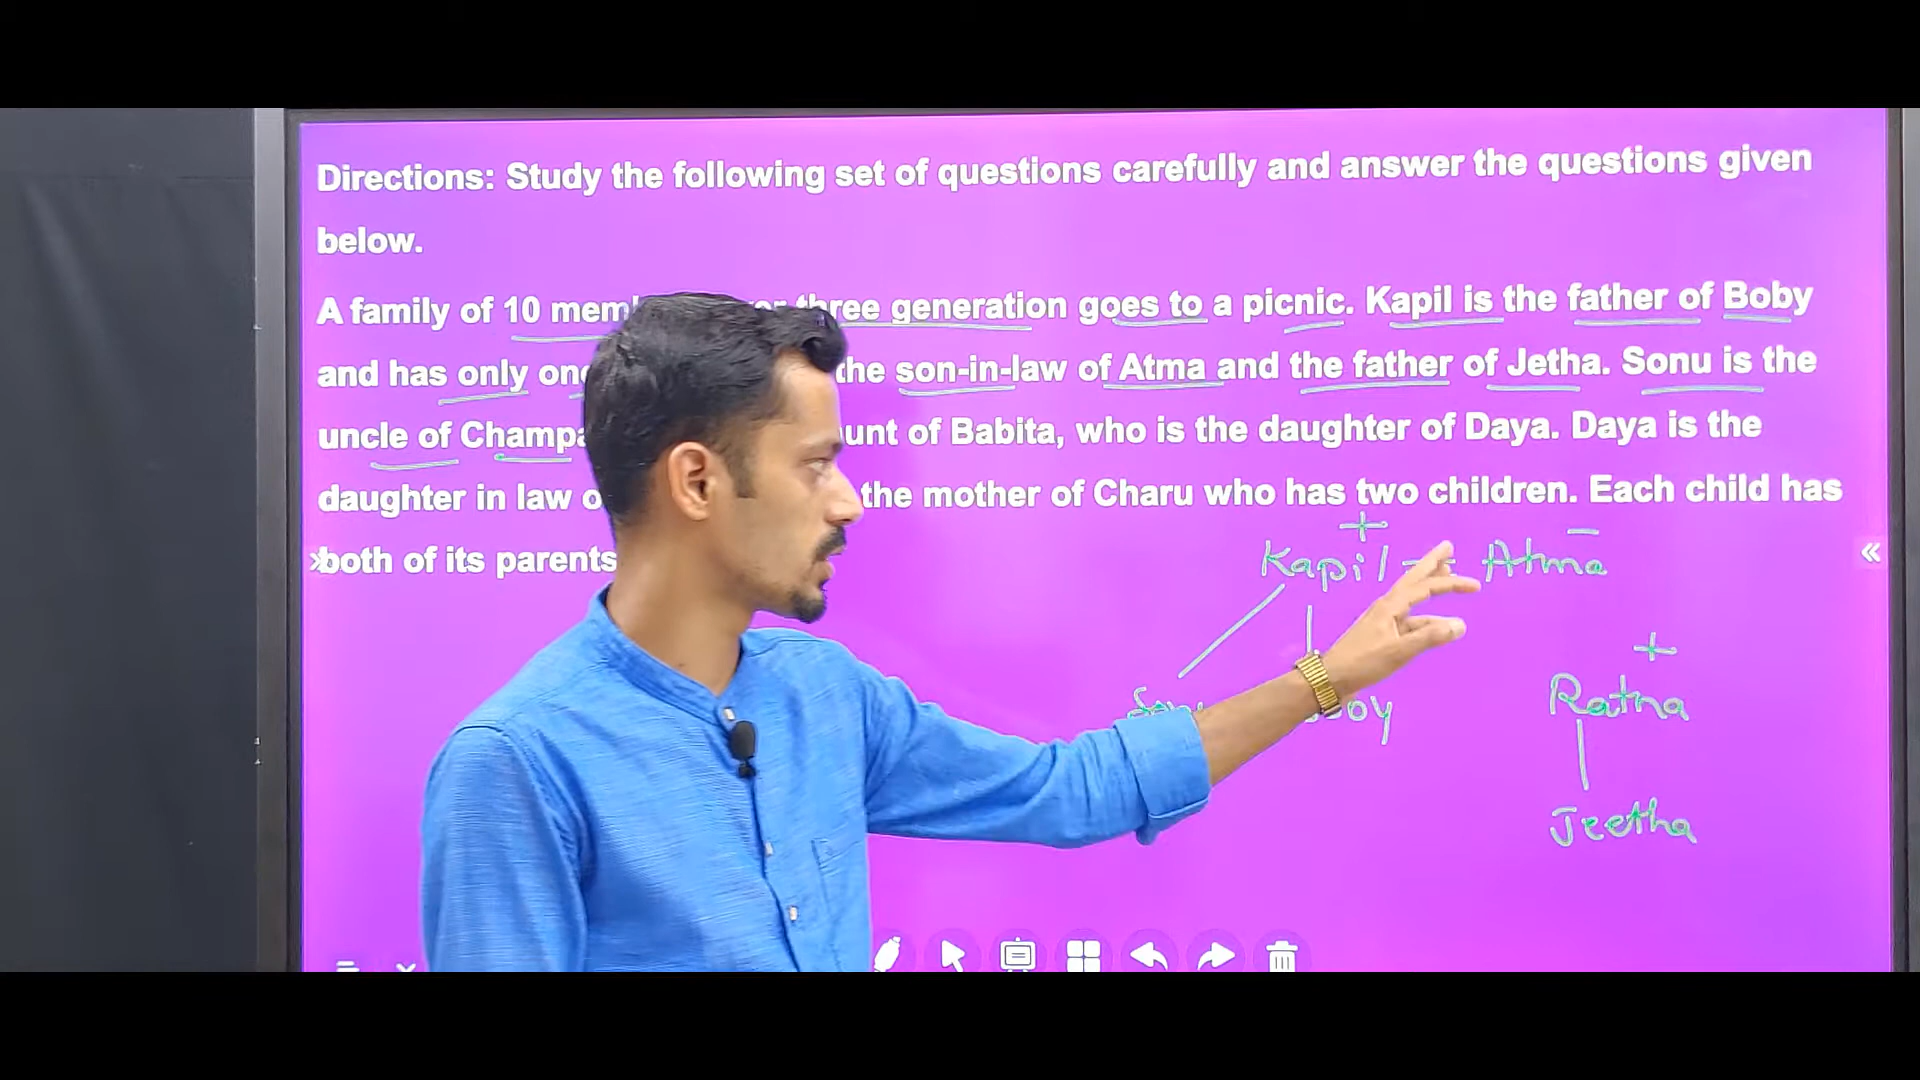 Directions: Study the following set of questions carefully and answer the questions given
below.
A family of 10 three generation goes to a picnic. Kapil is the father of Boby
and has only the son-in-law of Atma and the father of Jetha. Sonu is the
uncle of of Babita, who is the daughter of Daya. Daya is the
daughter in law the mother of Charu who has two children. Each child has
both of its parents
+ −
Kapil = Atma
+
Ratna
Jeetha